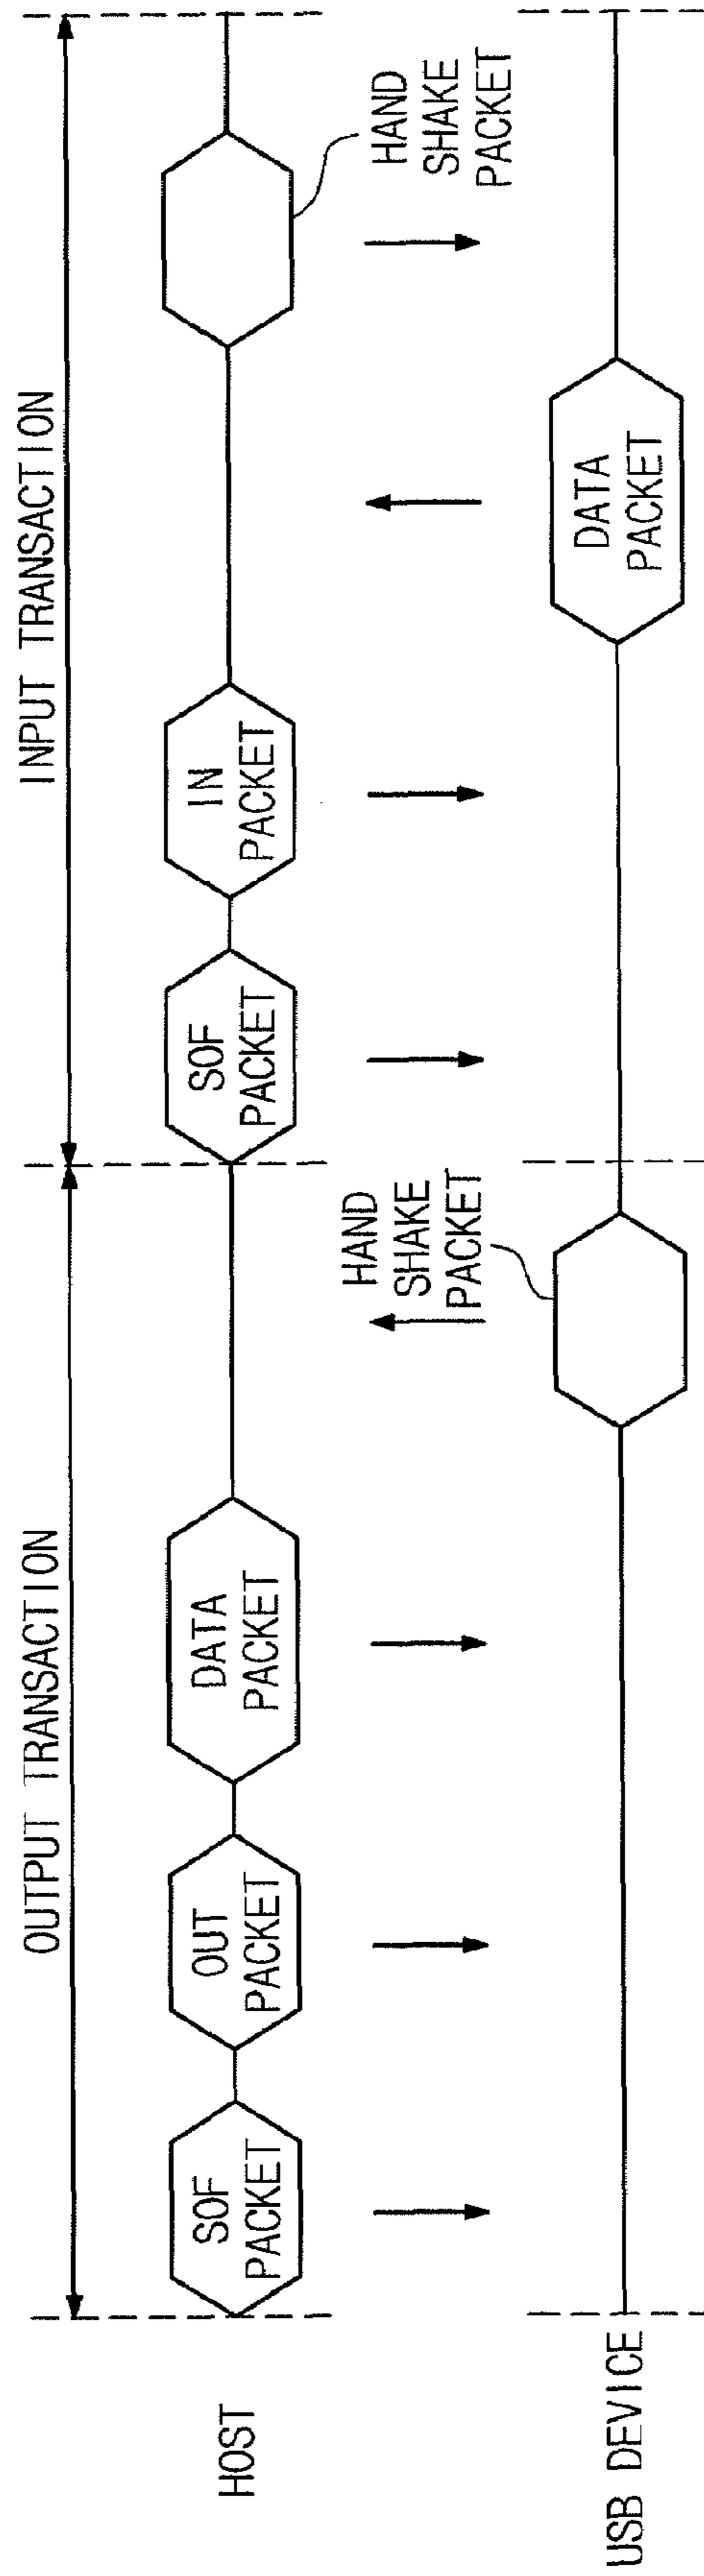 OUTPUT TRANSACTION
INPUT TRANSACTION
HOST
SOF
PACKET
OUT
PACKET
DATA
PACKET
SOF
PACKET
IN
PACKET
HAND
SHAKE
PACKET
HAND
SHAKE
PACKET
USB DEVICE
DATA
PACKET